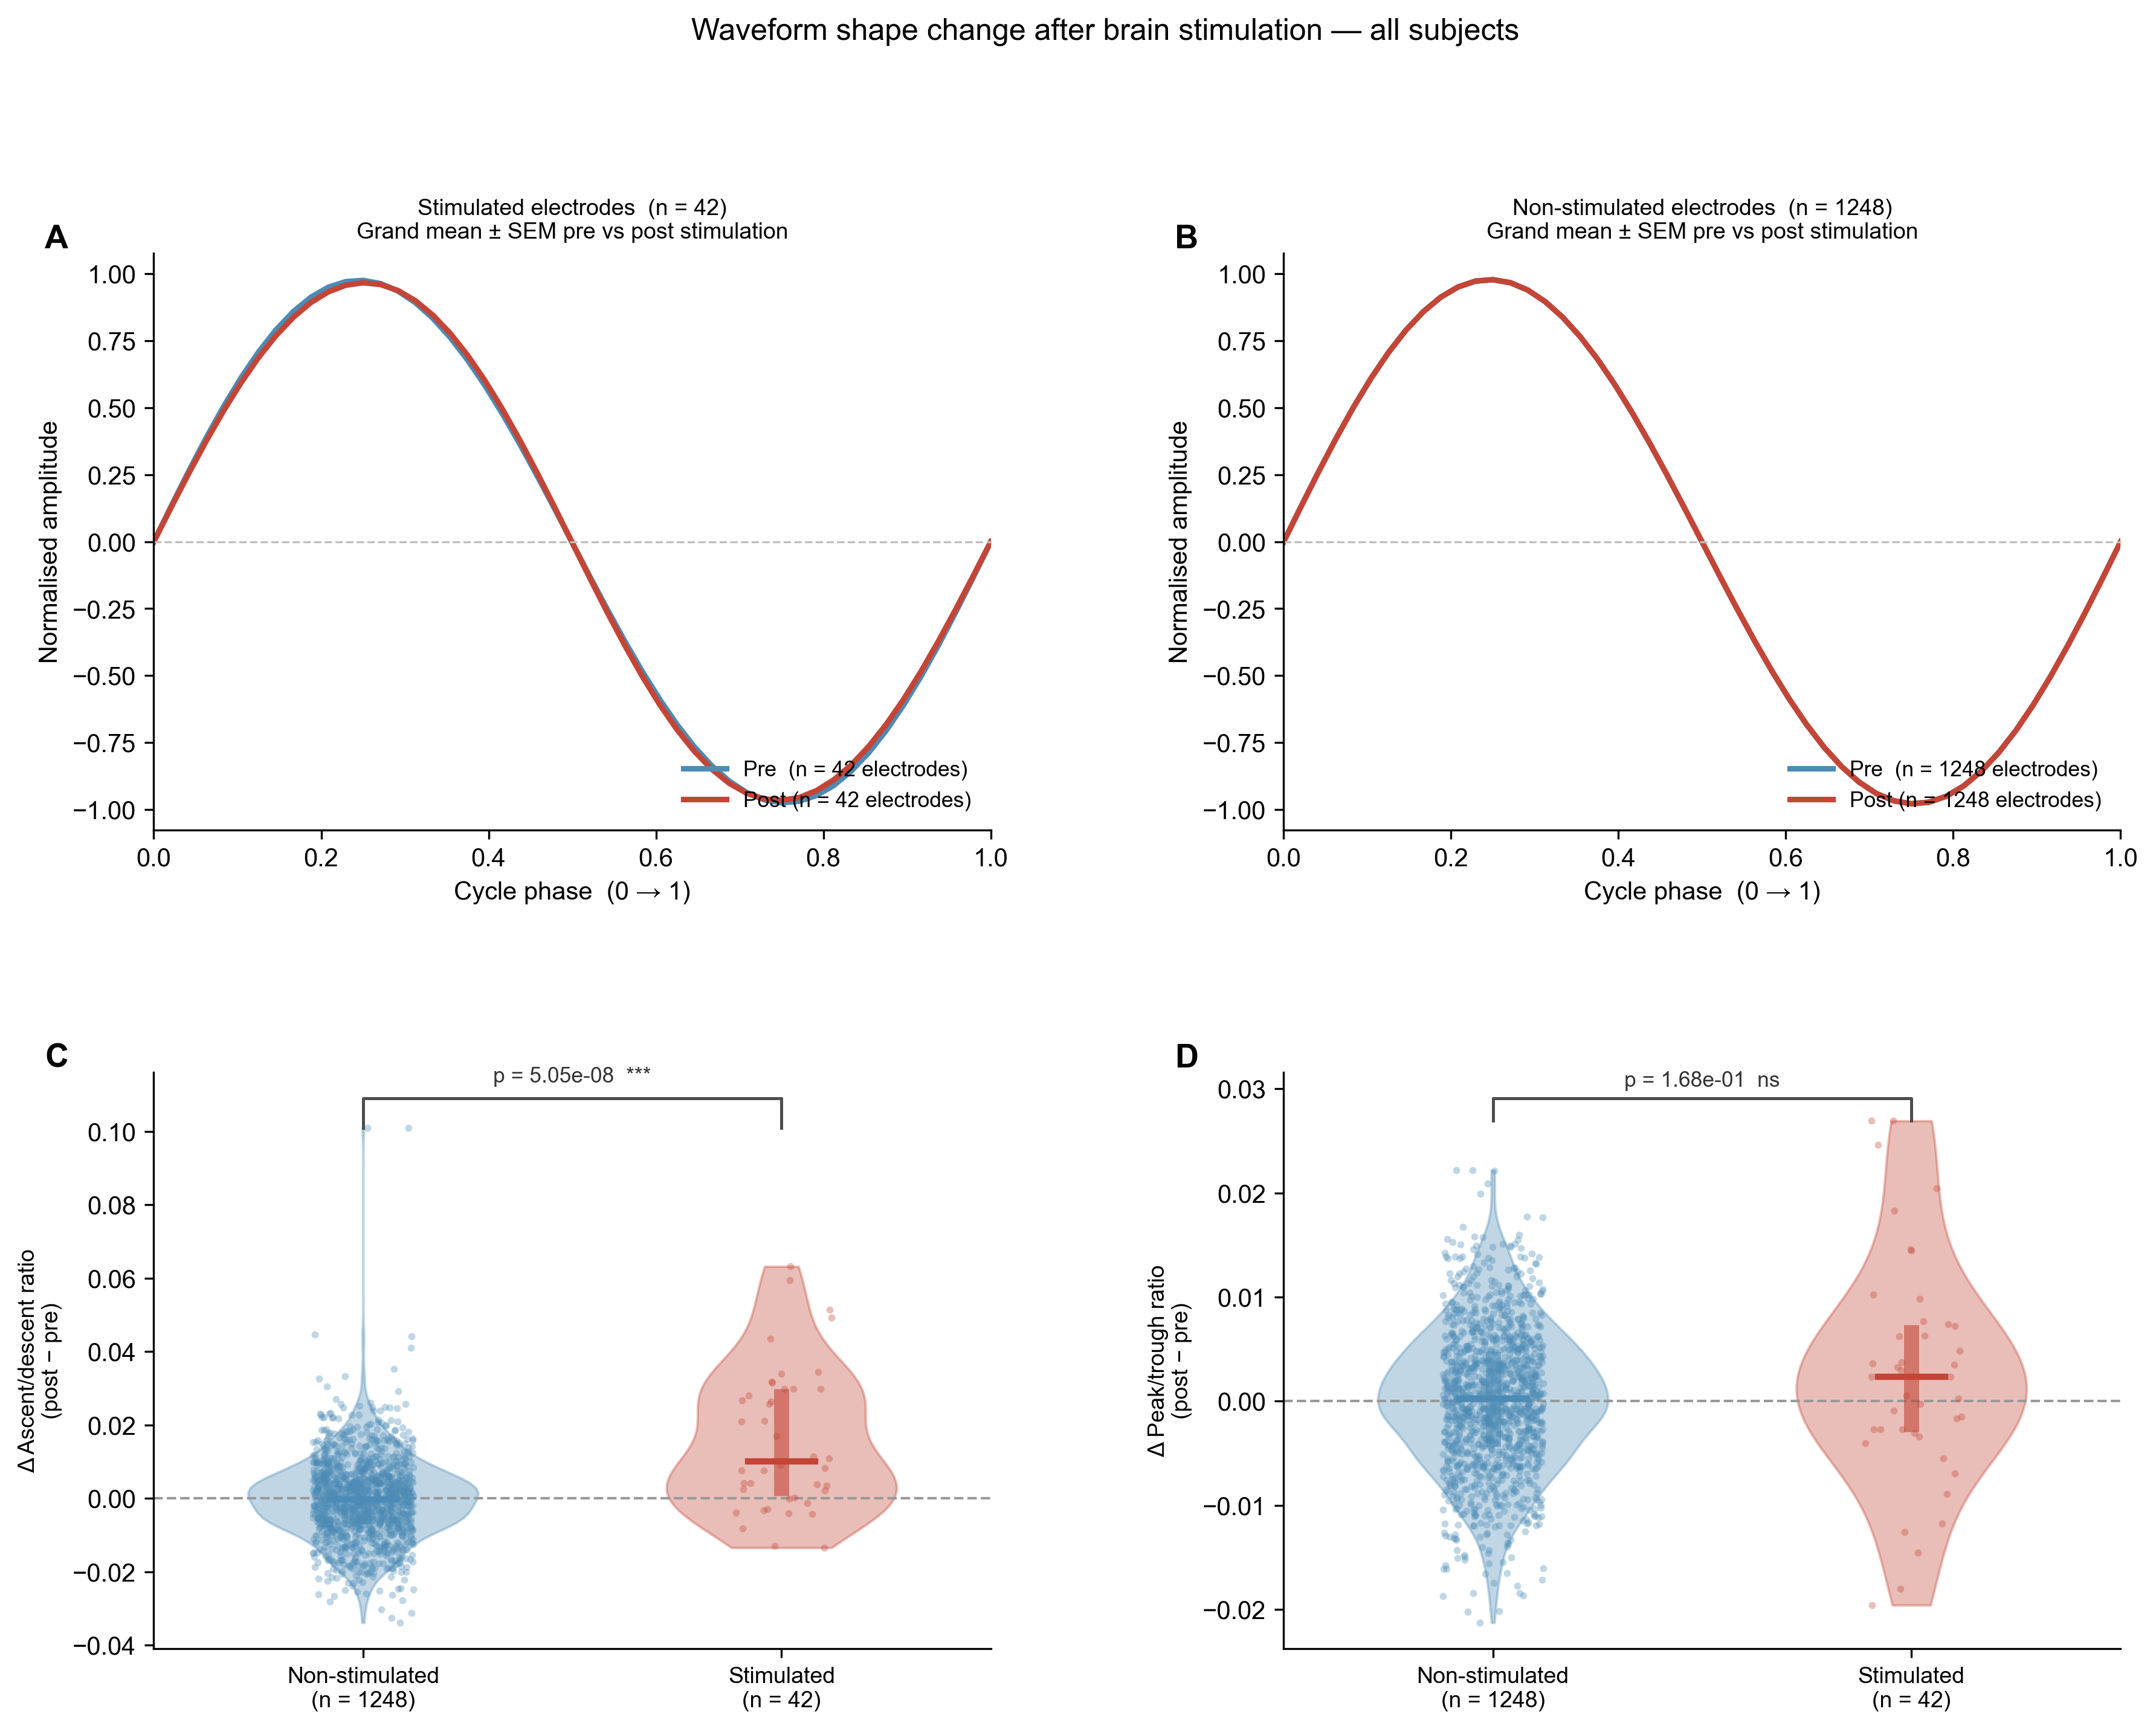 Waveform shape change after brain stimulation — all subjects
A
Stimulated electrodes  (n = 42)
Grand mean ± SEM pre vs post stimulation
1.00
0.75
0.50
0.25
0.00
−0.25
−0.50
−0.75
−1.00
Normalised amplitude
Pre  (n = 42 electrodes)
Post (n = 42 electrodes)
0.0 0.2 0.4 0.6 0.8 1.0
Cycle phase  (0 → 1)
B
Non-stimulated electrodes  (n = 1248)
Grand mean ± SEM pre vs post stimulation
1.00
0.75
0.50
0.25
0.00
−0.25
−0.50
−0.75
−1.00
Normalised amplitude
Pre  (n = 1248 electrodes)
Post (n = 1248 electrodes)
0.0 0.2 0.4 0.6 0.8 1.0
Cycle phase  (0 → 1)
C
p = 5.05e-08  ***
0.10
0.08
0.06
0.04
0.02
0.00
−0.02
−0.04
Δ Ascent/descent ratio
(post − pre)
Non-stimulated
(n = 1248)
Stimulated
(n = 42)
D
p = 1.68e-01  ns
0.03
0.02
0.01
0.00
−0.01
−0.02
Δ Peak/trough ratio
(post − pre)
Non-stimulated
(n = 1248)
Stimulated
(n = 42)